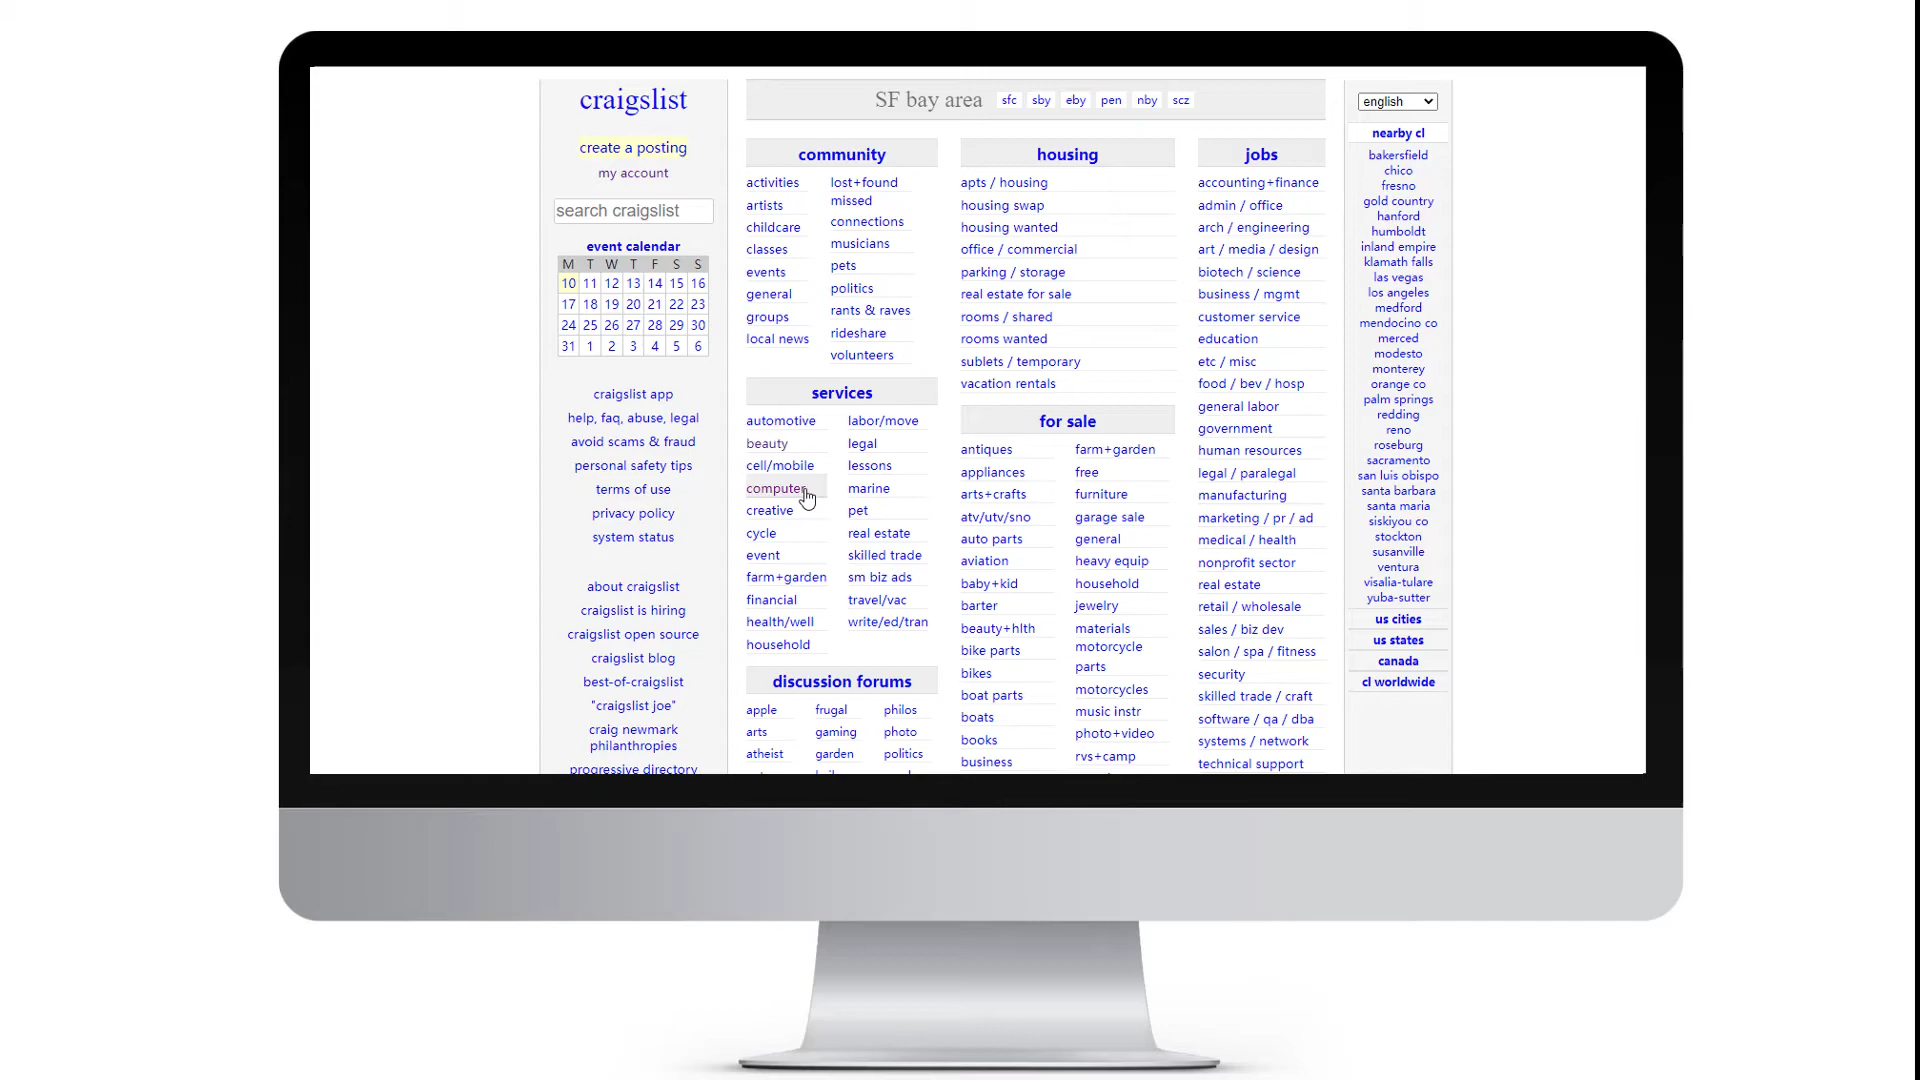 craigslist
create a posting
my account
search craigslist
event calendar
M T W T F S S
10 11 12 13 14 15 16
17 18 19 20 21 22 23
24 25 26 27 28 29 30
31 1 2 3 4 5 6
craigslist app
help, faq, abuse, legal
avoid scams & fraud
personal safety tips
terms of use
privacy policy
system status
about craigslist
craigslist is hiring
craigslist open source
craigslist blog
best-of-craigslist
"craigslist joe"
craig newmark
philanthropies
progressive directory
SF bay area sfc sby eby pen nby scz
community
activities
artists
childcare
classes
events
general
groups
local news
lost+found
missed
connections
musicians
pets
politics
rants & raves
rideshare
volunteers
services
automotive
beauty
cell/mobile
computer
creative
cycle
event
farm+garden
financial
health/well
household
labor/move
legal
lessons
marine
pet
real estate
skilled trade
sm biz ads
travel/vac
write/ed/tran
discussion forums
apple
arts
atheist
frugal
gaming
garden
philos
photo
politics
housing
apts / housing
housing swap
housing wanted
office / commercial
parking / storage
real estate for sale
rooms / shared
rooms wanted
sublets / temporary
vacation rentals
for sale
antiques
appliances
arts+crafts
atv/utv/sno
auto parts
aviation
baby+kid
barter
beauty+hlth
bike parts
bikes
boat parts
boats
books
business
farm+garden
free
furniture
garage sale
general
heavy equip
household
jewelry
materials
motorcycle
parts
motorcycles
music instr
photo+video
rvs+camp
jobs
accounting+finance
admin / office
arch / engineering
art / media / design
biotech / science
business / mgmt
customer service
education
etc / misc
food / bev / hosp
general labor
government
human resources
legal / paralegal
manufacturing
marketing / pr / ad
medical / health
nonprofit sector
real estate
retail / wholesale
sales / biz dev
salon / spa / fitness
security
skilled trade / craft
software / qa / dba
systems / network
technical support
english
nearby cl
bakersfield
chico
fresno
gold country
hanford
humboldt
inland empire
klamath falls
las vegas
los angeles
medford
mendocino co
merced
modesto
monterey
orange co
palm springs
redding
reno
roseburg
sacramento
san luis obispo
santa barbara
santa maria
siskiyou co
stockton
susanville
ventura
visalia-tulare
yuba-sutter
us cities
us states
canada
cl worldwide